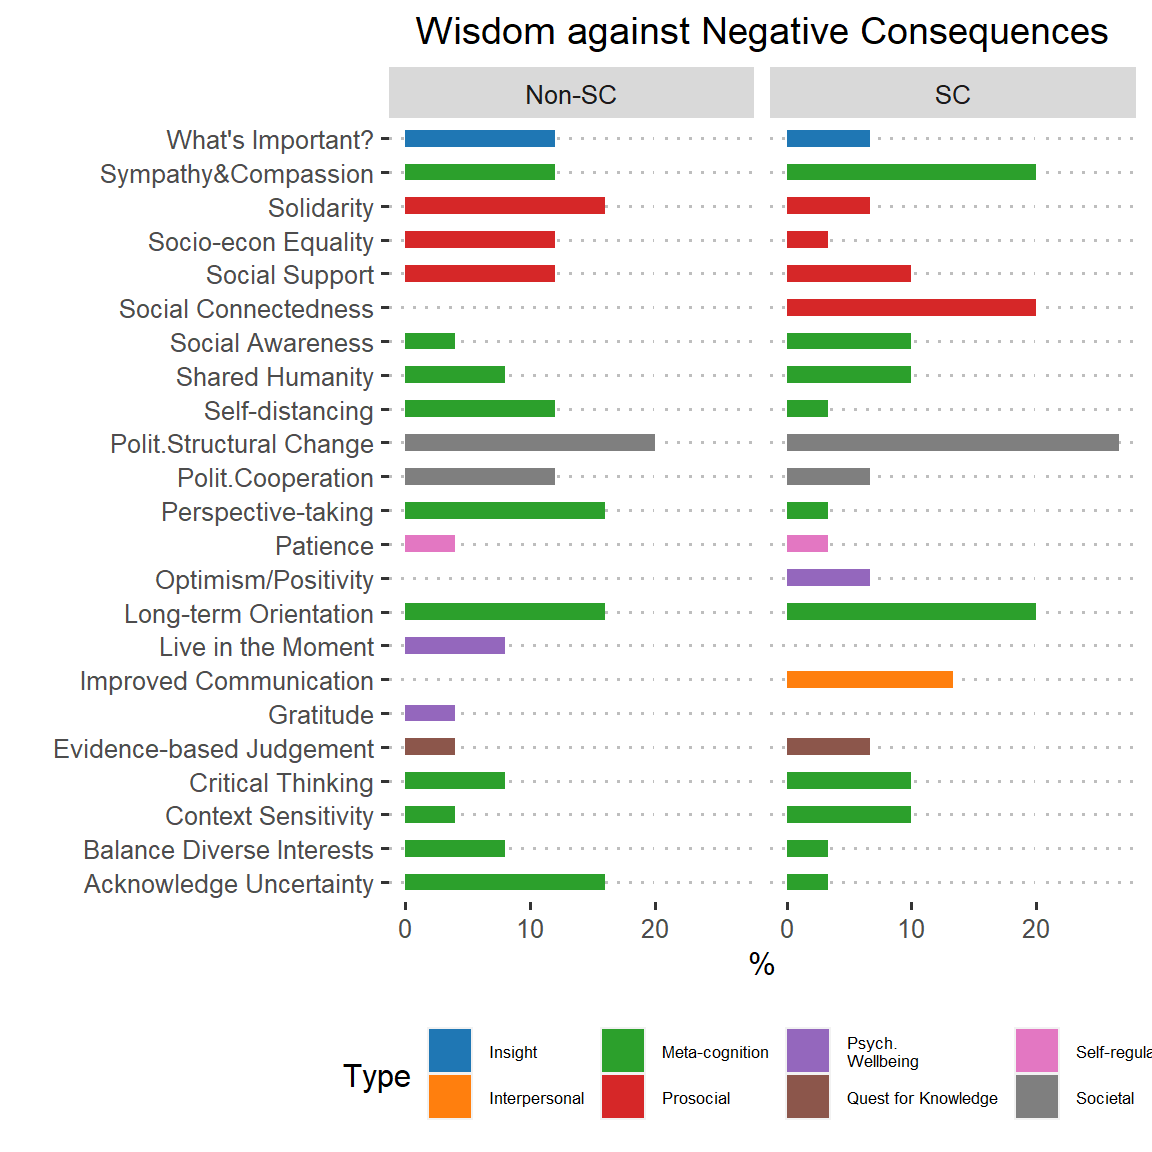 Wisdom against Negative Consequences
Non-SC
SC
What's Important?
Sympathy&Compassion
Solidarity
Socio-econ Equality
Social Support
Social Connectedness
Social Awareness
Shared Humanity
Self-distancing
Polit.Structural Change
Polit.Cooperation
Perspective-taking
Patience
Optimism/Positivity
Long-term Orientation
Live in the Moment
Improved Communication
Gratitude
Evidence-based Judgement
Critical Thinking
Context Sensitivity
Balance Diverse Interests
Acknowledge Uncertainty
0 10 20
0 10 20
%
Type
Insight
Interpersonal
Meta-cognition
Prosocial
Psych.
Wellbeing
Quest for Knowledge
Self-regula
Societal